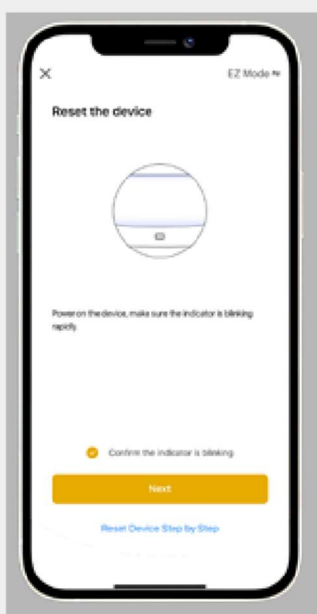 EZ Mode
Reset the device
Power on the device, make sure the indicator is blinking
rapidly.
Confirm the indicator is blinking
Next
Reset Device Step by Step